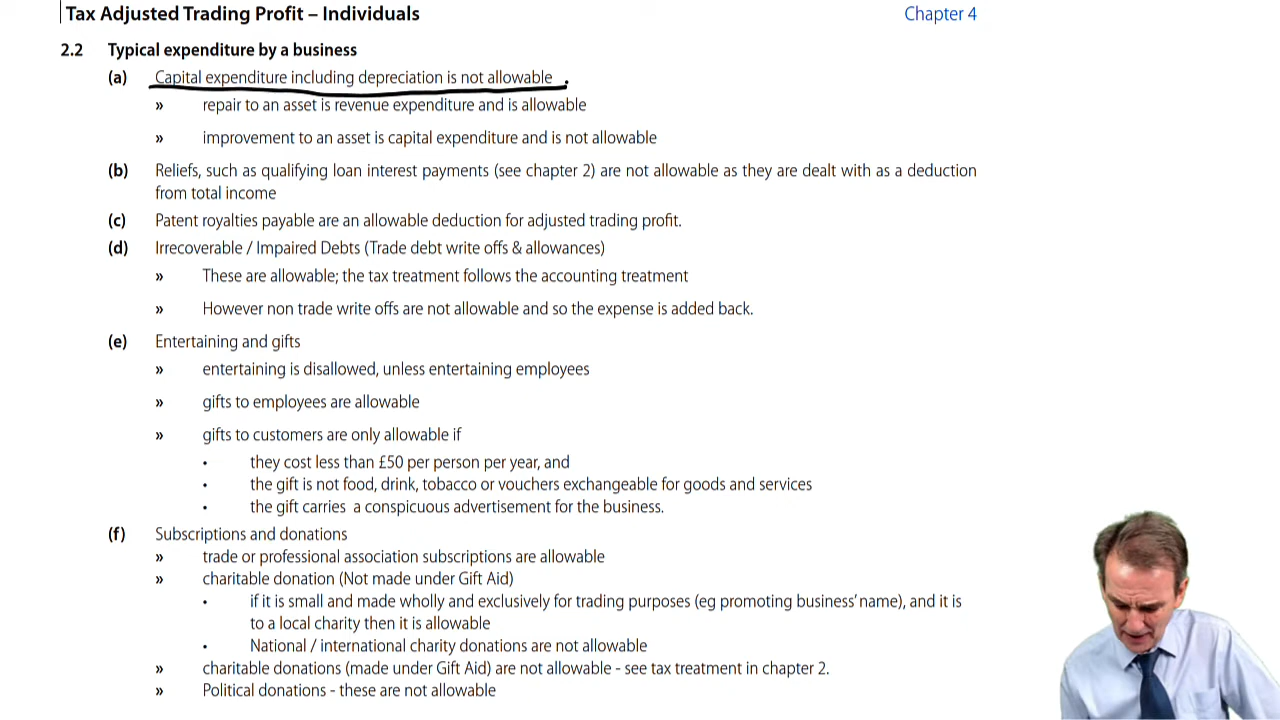 Tax Adjusted Trading Profit – Individuals
Chapter 4
2.2 Typical expenditure by a business
(a) Capital expenditure including depreciation is not allowable .
» repair to an asset is revenue expenditure and is allowable
» improvement to an asset is capital expenditure and is not allowable
(b) Reliefs, such as qualifying loan interest payments (see chapter 2) are not allowable as they are dealt with as a deduction
from total income
(c) Patent royalties payable are an allowable deduction for adjusted trading profit.
(d) Irrecoverable / Impaired Debts (Trade debt write offs & allowances)
» These are allowable; the tax treatment follows the accounting treatment
» However non trade write offs are not allowable and so the expense is added back.
(e) Entertaining and gifts
» entertaining is disallowed, unless entertaining employees
» gifts to employees are allowable
» gifts to customers are only allowable if
• they cost less than £50 per person per year, and
• the gift is not food, drink, tobacco or vouchers exchangeable for goods and services
• the gift carries a conspicuous advertisement for the business.
(f) Subscriptions and donations
» trade or professional association subscriptions are allowable
» charitable donation (Not made under Gift Aid)
• if it is small and made wholly and exclusively for trading purposes (eg promoting business’ name), and it is
to a local charity then it is allowable
• National / international charity donations are not allowable
» charitable donations (made under Gift Aid) are not allowable - see tax treatment in chapter 2.
» Political donations - these are not allowable